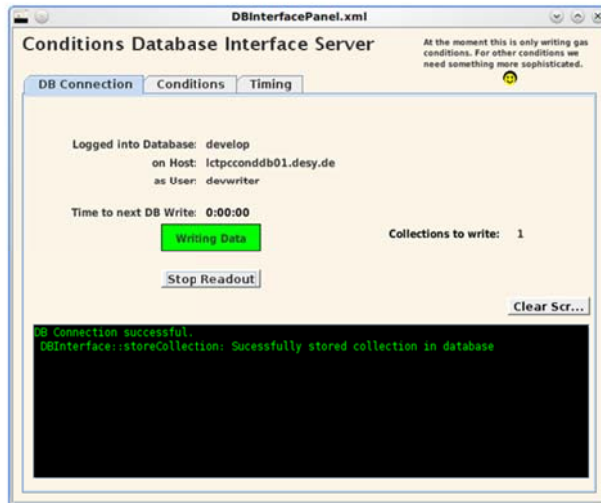 DBInterfacePanel.xml
Conditions Database Interface Server
At the moment this is only writing gas
conditions. For other conditions we
need something more sophisticated.
DB Connection Conditions Timing
Logged into Database: develop
on Host: lctpcconddb01.desy.de
as User: devwriter
Time to next DB Write: 0:00:00
Writing Data
Collections to write: 1
Stop Readout
Clear Scr...
DB Connection successful.
DBInterface::storeCollection: Sucessfully stored collection in database